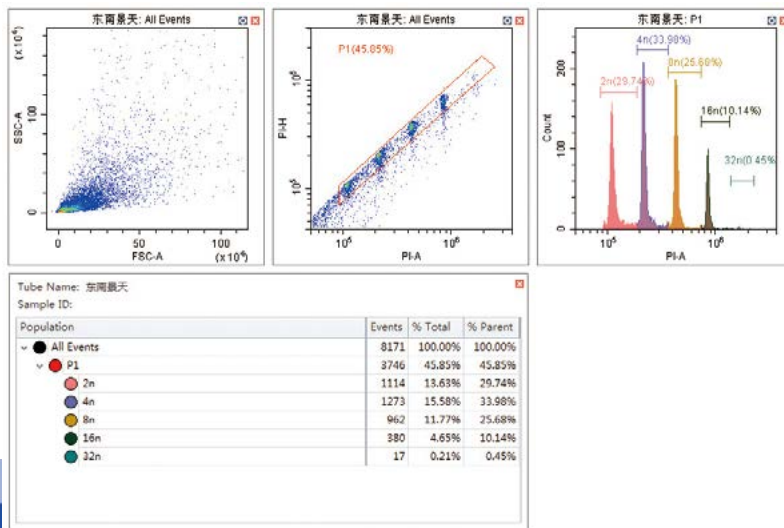 东南景天: All Events
(x10⁶)
SSC-A
100
0
0
50
100
FSC-A
(x 10⁶)
东南景天: All Events
P1(45.85%)
PI-H
10⁶
10⁵
10⁵
10⁶
PI-A
东南景天: P1
4n(33.98%)
8n(25.68%)
2n(29.74%)
16n(10.14%)
32n(0.45%
Count
200
100
0
10⁵
10⁶
PI-A
Tube Name: 东南景天
Sample ID:
Population Events % Total % Parent
All Events 8171 100.00% 100.00%
P1 3746 45.85% 45.85%
2n 1114 13.63% 29.74%
4n 1273 15.58% 33.98%
8n 962 11.77% 25.68%
16n 380 4.65% 10.14%
32n 17 0.21% 0.45%